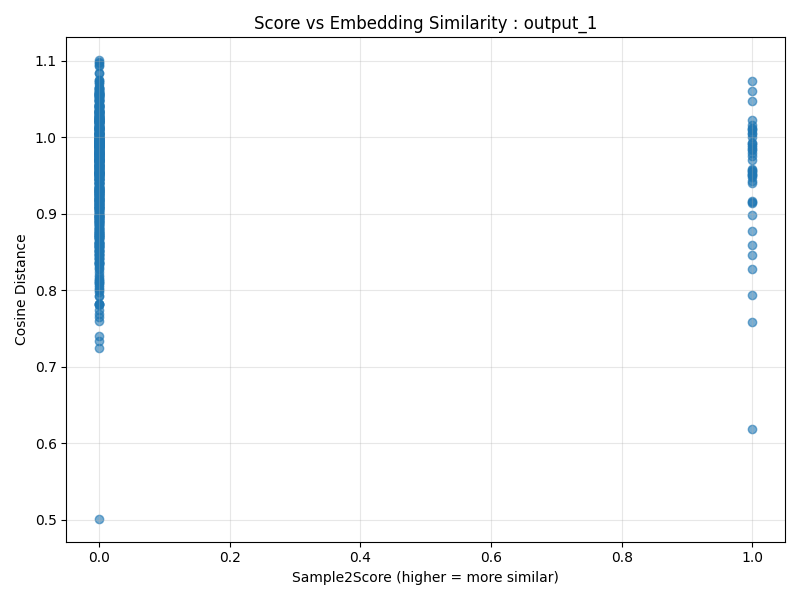 Score vs Embedding Similarity : output_1
1.1
1.0
0.9
0.8
0.7
0.6
0.5
Cosine Distance
0.0 0.2 0.4 0.6 0.8 1.0
Sample2Score (higher = more similar)